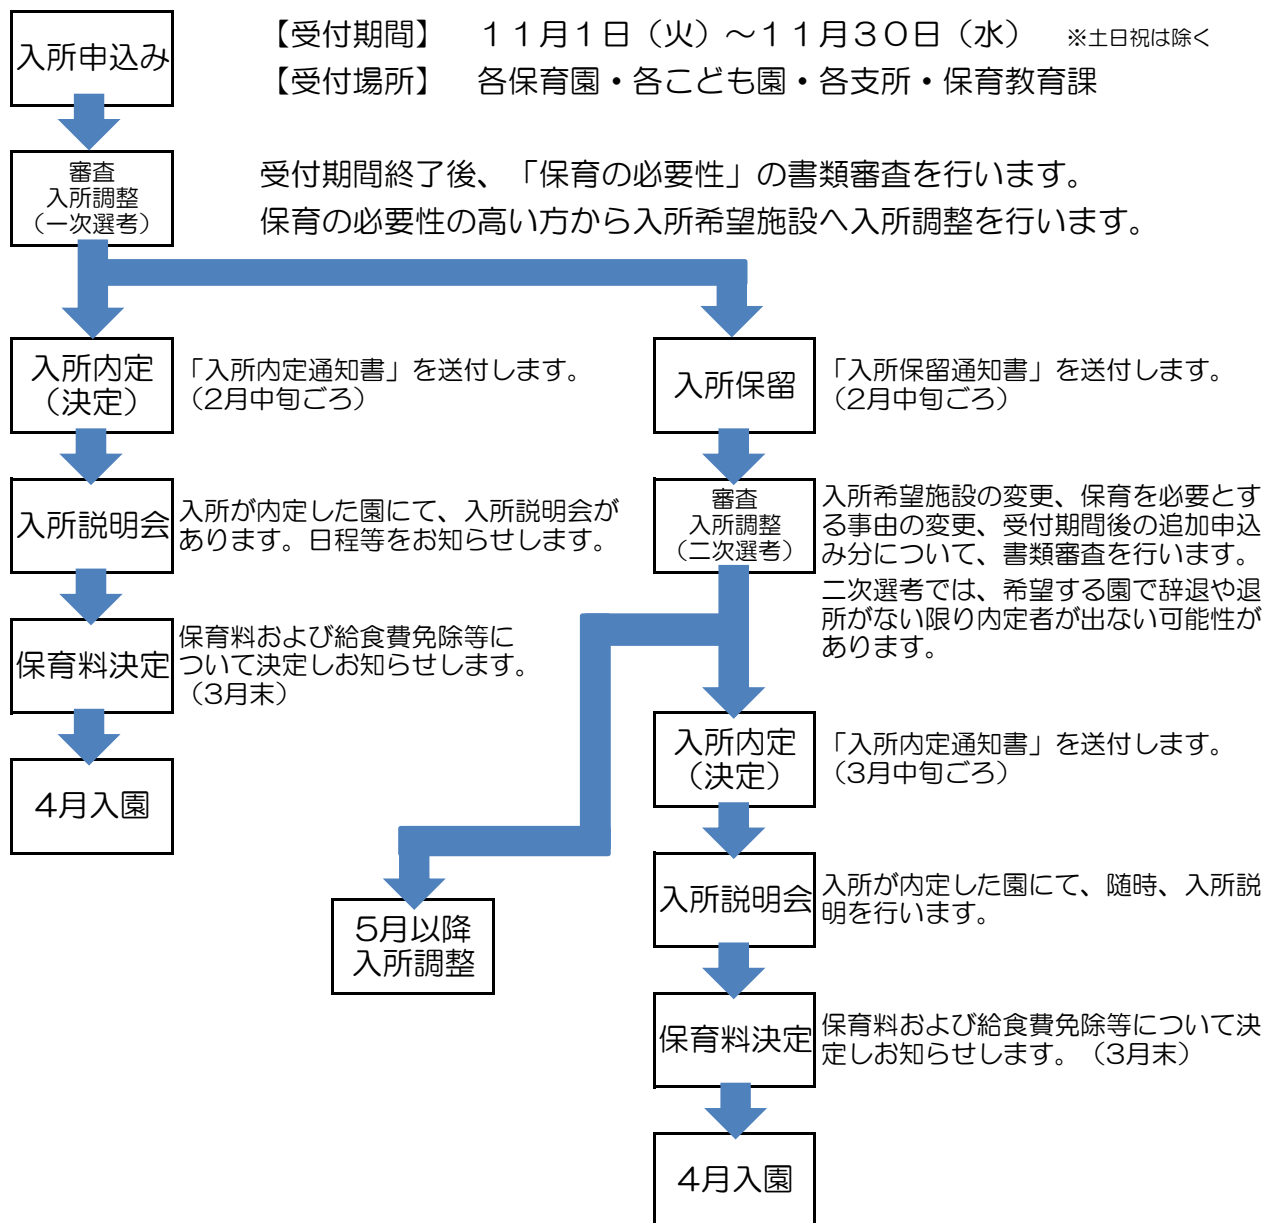 入所申込み
【受付期間】　１１月１日（火）～１１月３０日（水）　※土日祝は除く
【受付場所】　各保育園・各こども園・各支所・保育教育課
審査
入所調整
（一次選考）
受付期間終了後、「保育の必要性」の書類審査を行います。
保育の必要性の高い方から入所希望施設へ入所調整を行います。
入所内定
（決定）
「入所内定通知書」を送付します。
（2月中旬ごろ）
入所説明会
入所が内定した園にて、入所説明会が
あります。日程等をお知らせします。
保育料決定
保育料および給食費免除等に
ついて決定しお知らせします。
（3月末）
4月入園
入所保留
「入所保留通知書」を送付します。
（2月中旬ごろ）
審査
入所調整
（二次選考）
入所希望施設の変更、保育を必要とす
る事由の変更、受付期間後の追加申込
み分について、書類審査を行います。
二次選考では、希望する園で辞退や退
所がない限り内定者が出ない可能性が
あります。
5月以降
入所調整
入所内定
（決定）
「入所内定通知書」を送付します。
（3月中旬ごろ）
入所説明会
入所が内定した園にて、随時、入所説
明を行います。
保育料決定
保育料および給食費免除等について決
定しお知らせします。（3月末）
4月入園